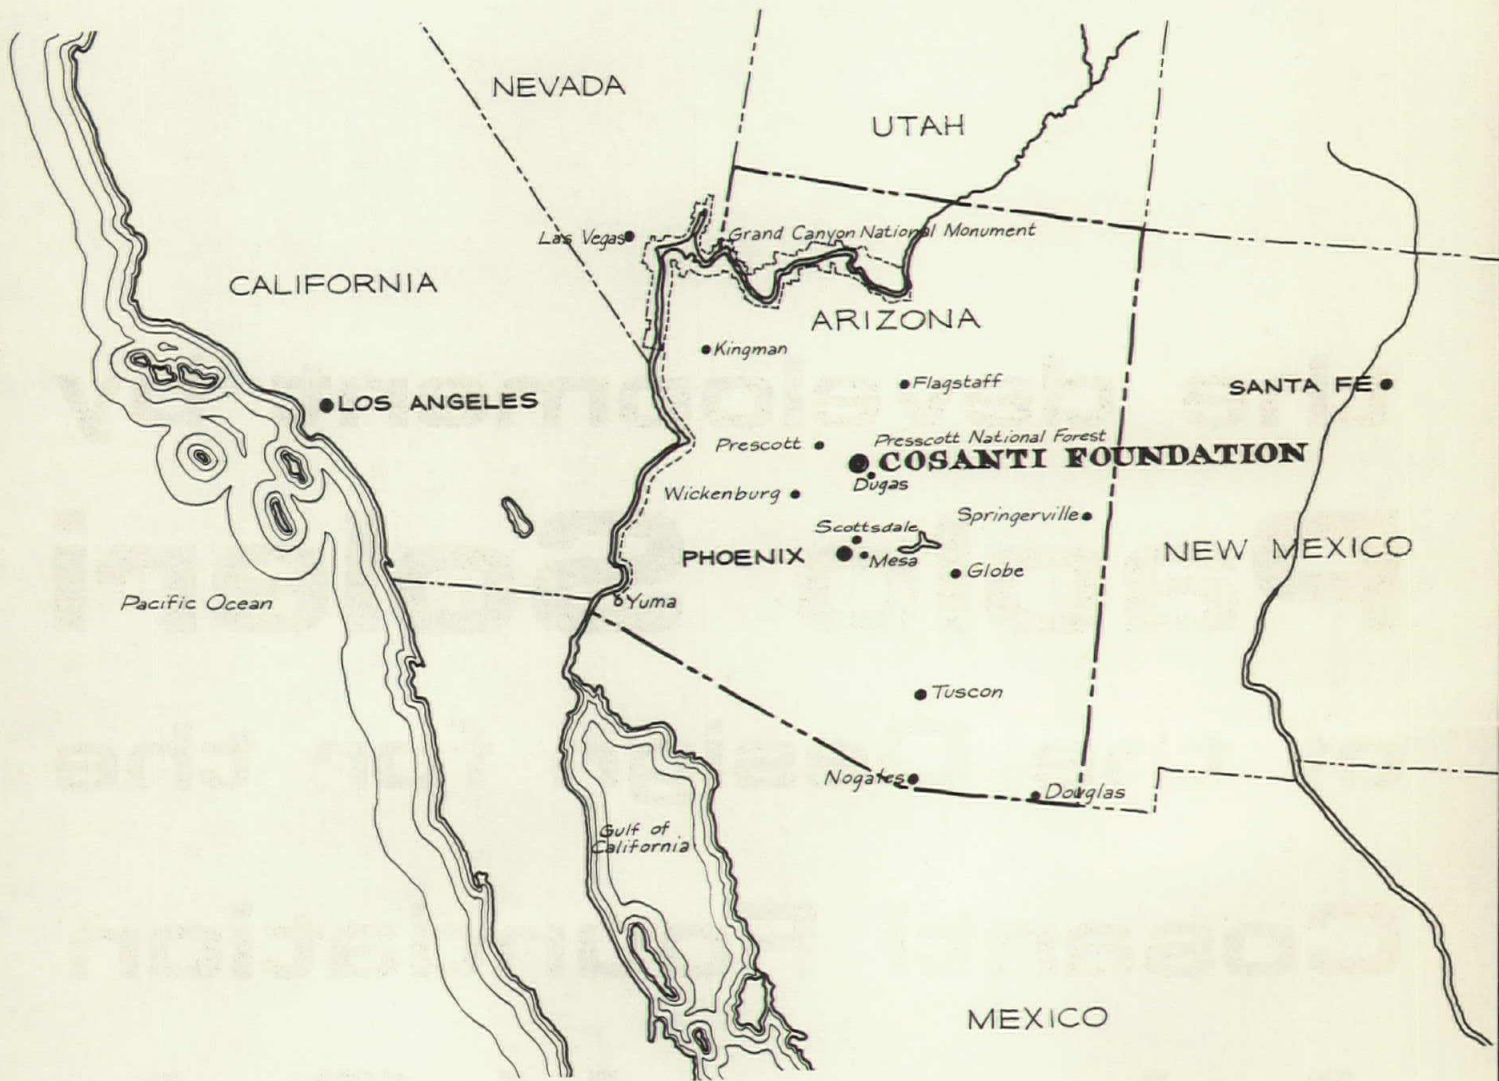 NEVADA
UTAH
Las Vegas
Grand Canyon National Monument
CALIFORNIA
ARIZONA
Kingman
Flagstaff
SANTA FE
LOS ANGELES
Prescott
Presscott National Forest
COSANTI FOUNDATION
Dugas
Wickenburg
Springerville
Scottsdale
PHOENIX
Mesa
Globe
NEW MEXICO
Pacific Ocean
Yuma
Tuscon
Nogales
Douglas
Gulf of
California
MEXICO